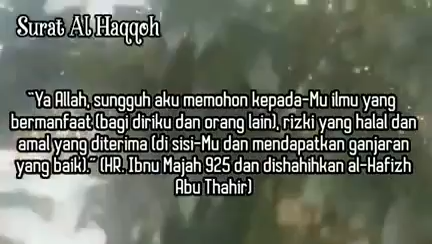 Surat Al Haqqoh
"Ya Allah, sungguh aku memohon kepada-Mu ilmu yang
bermanfaat (bagi diriku dan orang lain), rizki yang halal dan
amal yang diterima (di sisi-Mu dan mendapatkan ganjaran
yang baik)." (HR. Ibnu Majah 925 dan dishahihkan al-Hafizh
Abu Thahir)